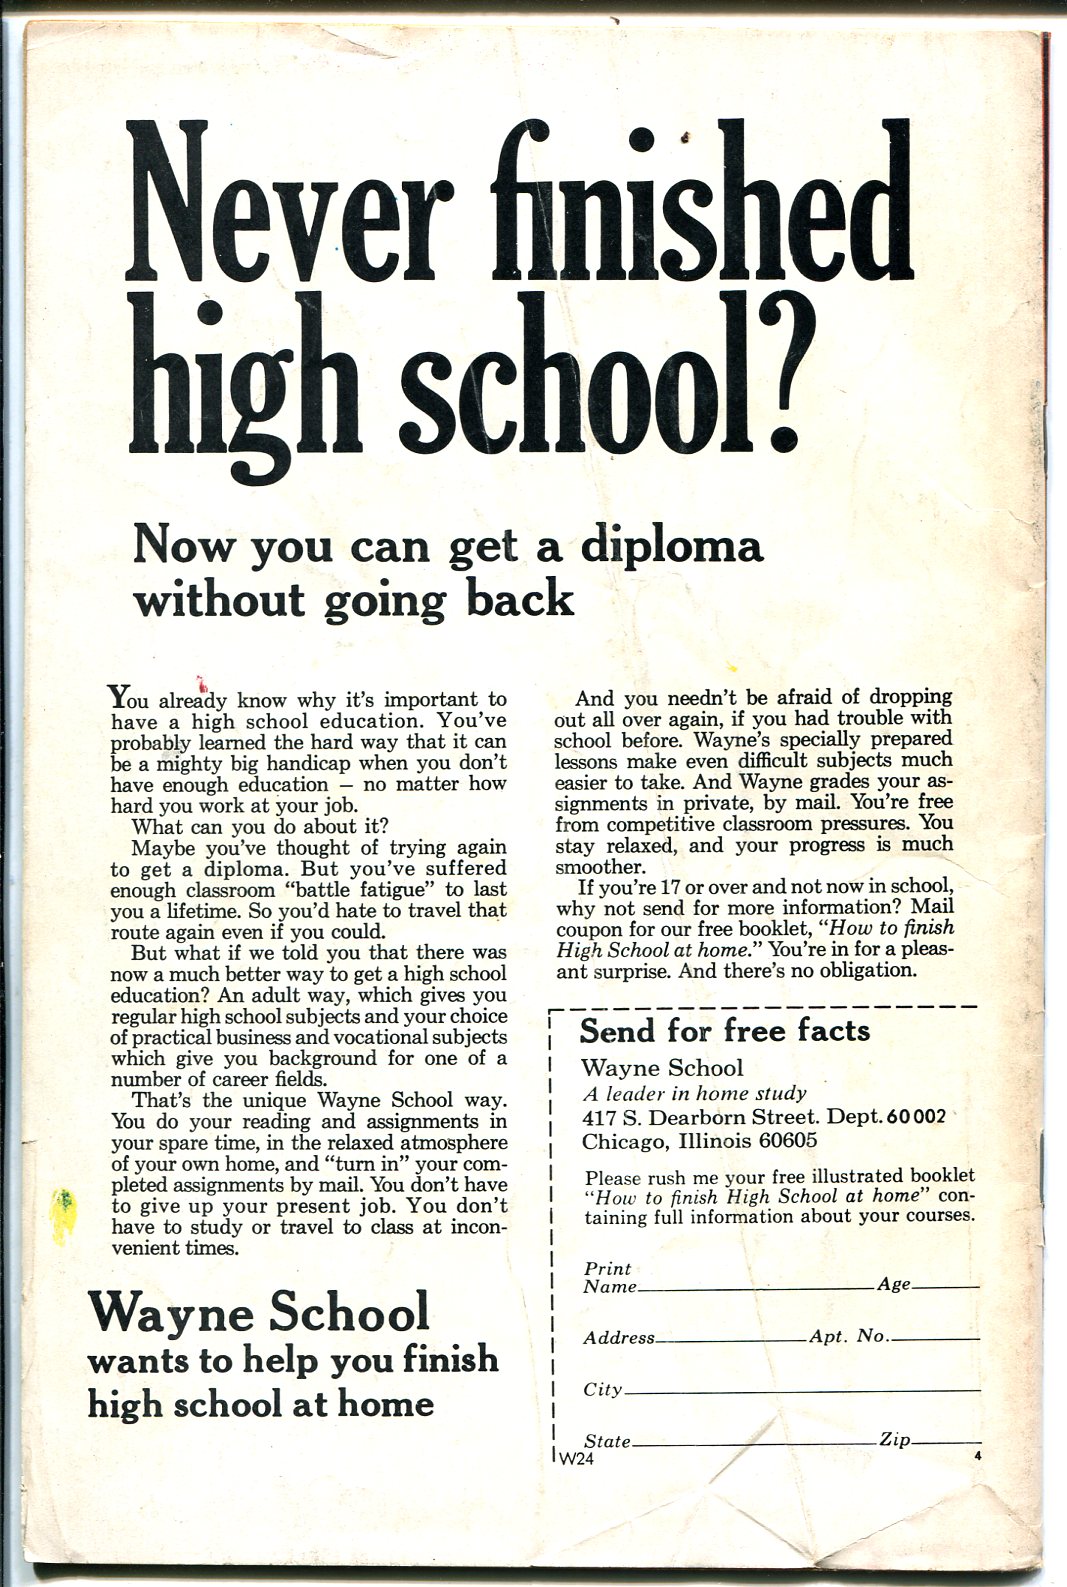 Never finished
high school?
Now you can get a diploma
without going back
You already know why it's important to
have a high school education. You've
probably learned the hard way that it can
be a mighty big handicap when you don't
have enough education — no matter how
hard you work at your job.
What can you do about it?
Maybe you've thought of trying again
to get a diploma. But you've suffered
enough classroom “battle fatigue” to last
you a lifetime. So you'd hate to travel that
route again even if you could.
But what if we told you that there was
now a much better way to get a high school
education? An adult way, which gives you
regular high school subjects and your choice
of practical business and vocational subjects
which give you background for one of a
number of career fields.
That's the unique Wayne School way.
You do your reading and assignments in
your spare time, in the relaxed atmosphere
of your own home, and “turn in” your com-
pleted assignments by mail. You don't have
to give up your present job. You don't
have to study or travel to class at incon-
venient times.
Wayne School
wants to help you finish
high school at home
And you needn't be afraid of dropping
out all over again, if you had trouble with
school before. Wayne's specially prepared
lessons make even difficult subjects much
easier to take. And Wayne grades your as-
signments in private, by mail. You're free
from competitive classroom pressures. You
stay relaxed, and your progress is much
smoother.
If you're 17 or over and not now in school,
why not send for more information? Mail
coupon for our free booklet, “How to finish
High School at home.” You're in for a pleas-
ant surprise. And there's no obligation.
Send for free facts
Wayne School
A leader in home study
417 S. Dearborn Street. Dept. 60 002
Chicago, Illinois 60605
Please rush me your free illustrated booklet
“How to finish High School at home” con-
taining full information about your courses.
Print
Name Age
Address Apt. No.
City
State Zip
W24 4